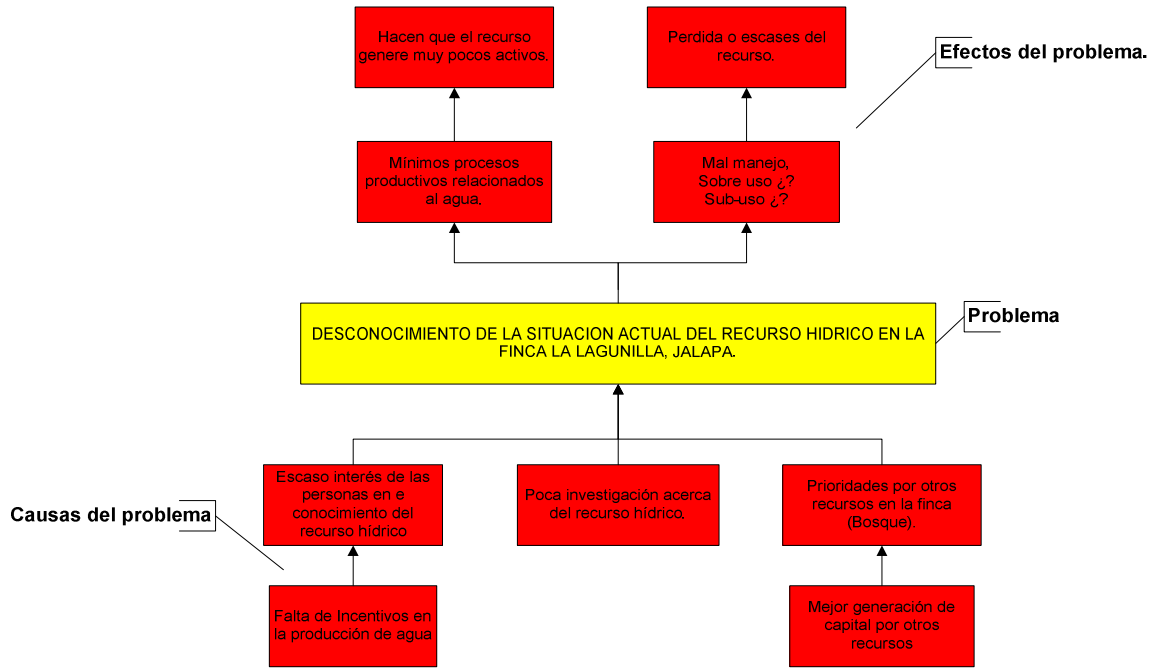 Hacen que el recurso
genere muy pocos activos.
Perdida o escases del
recurso.
Efectos del problema.
Mínimos procesos
productivos relacionados
al agua.
Mal manejo,
Sobre uso ¿?
Sub-uso ¿?
Problema
DESCONOCIMIENTO DE LA SITUACION ACTUAL DEL RECURSO HIDRICO EN LA
FINCA LA LAGUNILLA, JALAPA.
Escaso interés de las
personas en e
conocimiento del
recurso hídrico
Poca investigación acerca
del recurso hídrico.
Prioridades por otros
recursos en la finca
(Bosque).
Causas del problema
Falta de Incentivos en
la producción de agua
Mejor generación de
capital por otros
recursos